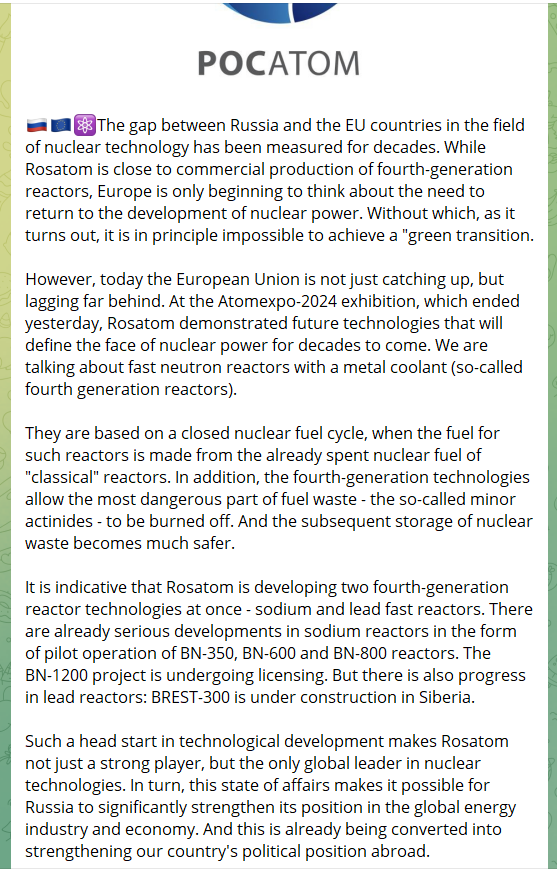 РОСАТОМ
🇷🇺 🇪🇺 ⚛️The gap between Russia and the EU countries in the field
of nuclear technology has been measured for decades. While
Rosatom is close to commercial production of fourth-generation
reactors, Europe is only beginning to think about the need to
return to the development of nuclear power. Without which, as it
turns out, it is in principle impossible to achieve a "green transition.
However, today the European Union is not just catching up, but
lagging far behind. At the Atomexpo-2024 exhibition, which ended
yesterday, Rosatom demonstrated future technologies that will
define the face of nuclear power for decades to come. We are
talking about fast neutron reactors with a metal coolant (so-called
fourth generation reactors).
They are based on a closed nuclear fuel cycle, when the fuel for
such reactors is made from the already spent nuclear fuel of
"classical" reactors. In addition, the fourth-generation technologies
allow the most dangerous part of fuel waste - the so-called minor
actinides - to be burned off. And the subsequent storage of nuclear
waste becomes much safer.
It is indicative that Rosatom is developing two fourth-generation
reactor technologies at once - sodium and lead fast reactors. There
are already serious developments in sodium reactors in the form
of pilot operation of BN-350, BN-600 and BN-800 reactors. The
BN-1200 project is undergoing licensing. But there is also progress
in lead reactors: BREST-300 is under construction in Siberia.
Such a head start in technological development makes Rosatom
not just a strong player, but the only global leader in nuclear
technologies. In turn, this state of affairs makes it possible for
Russia to significantly strengthen its position in the global energy
industry and economy. And this is already being converted into
strengthening our country's political position abroad.